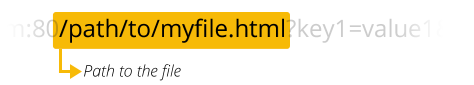 m:80/path/to/myfile.html?key1=value1
Path to the file